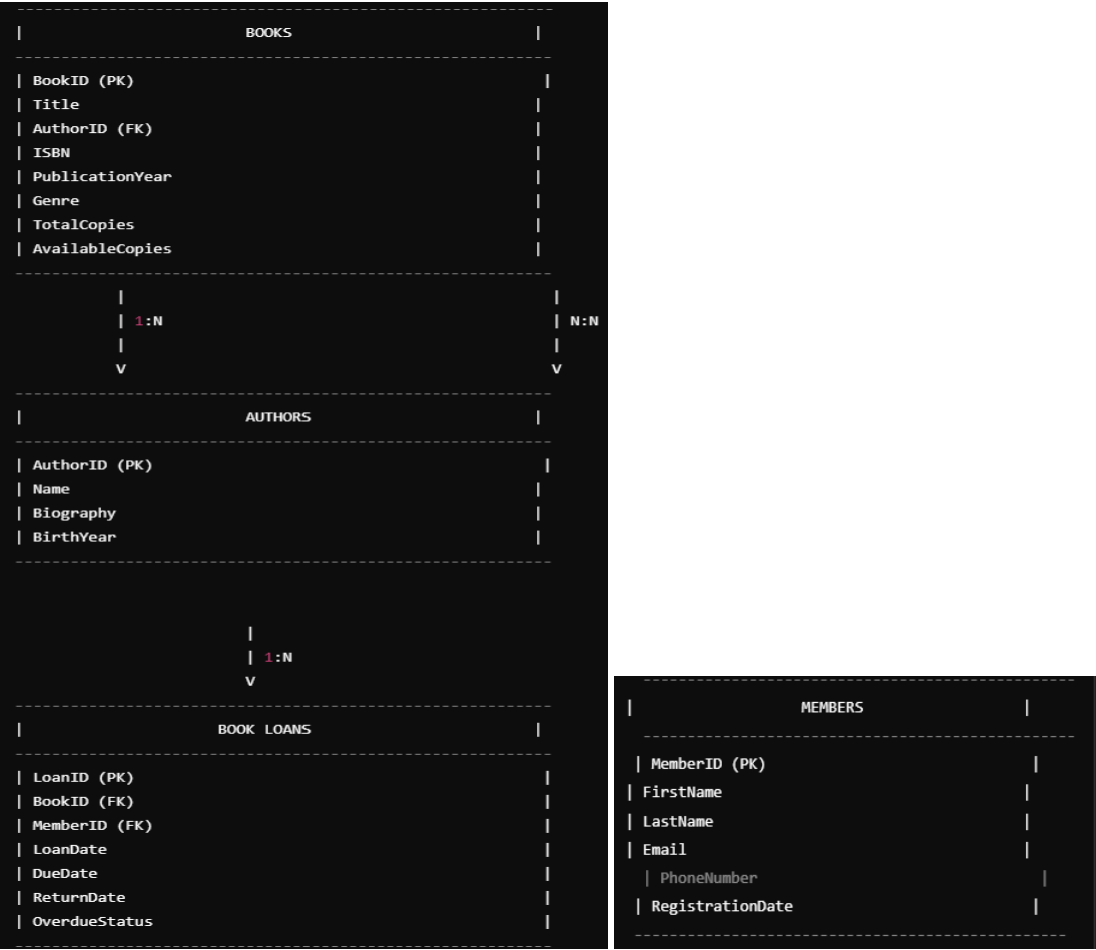 BOOKS
BookID (PK)
Title
AuthorID (FK)
ISBN
PublicationYear
Genre
TotalCopies
AvailableCopies
1:N
N:N
V
V
AUTHORS
AuthorID (PK)
Name
Biography
BirthYear
1:N
V
BOOK LOANS
LoanID (PK)
BookID (FK)
MemberID (FK)
LoanDate
DueDate
ReturnDate
OverdueStatus
MEMBERS
MemberID (PK)
FirstName
LastName
Email
PhoneNumber
RegistrationDate